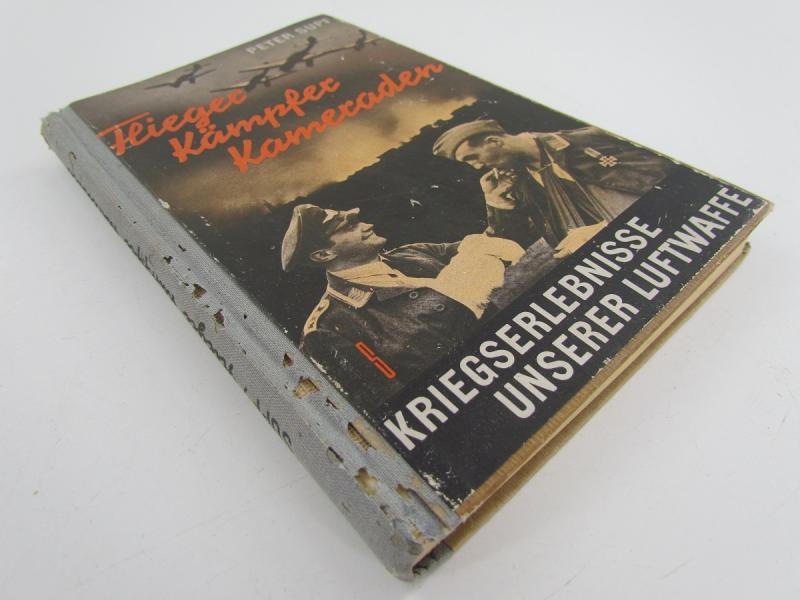 PETER SUPF
Flieger
Kämpfer
Kameraden
KRIEGSERLEBNISSE
UNSERER LUFTWAFFE